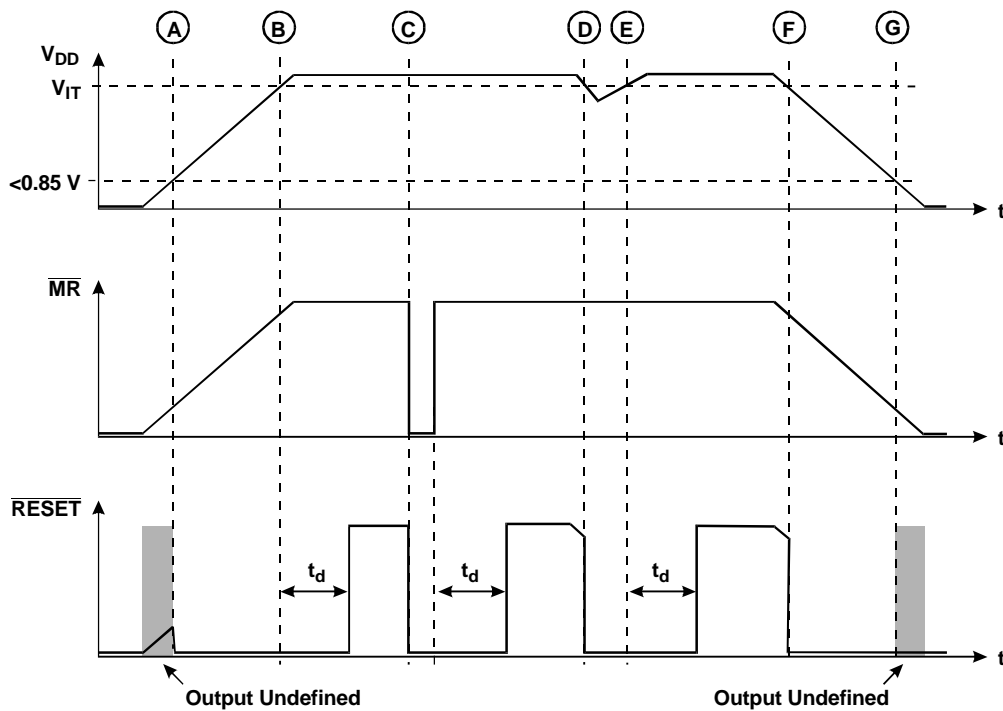 A B C D E F G
VDD
VIT
<0.85 V
t
MR
t
RESET
td td td
t
Output Undefined Output Undefined